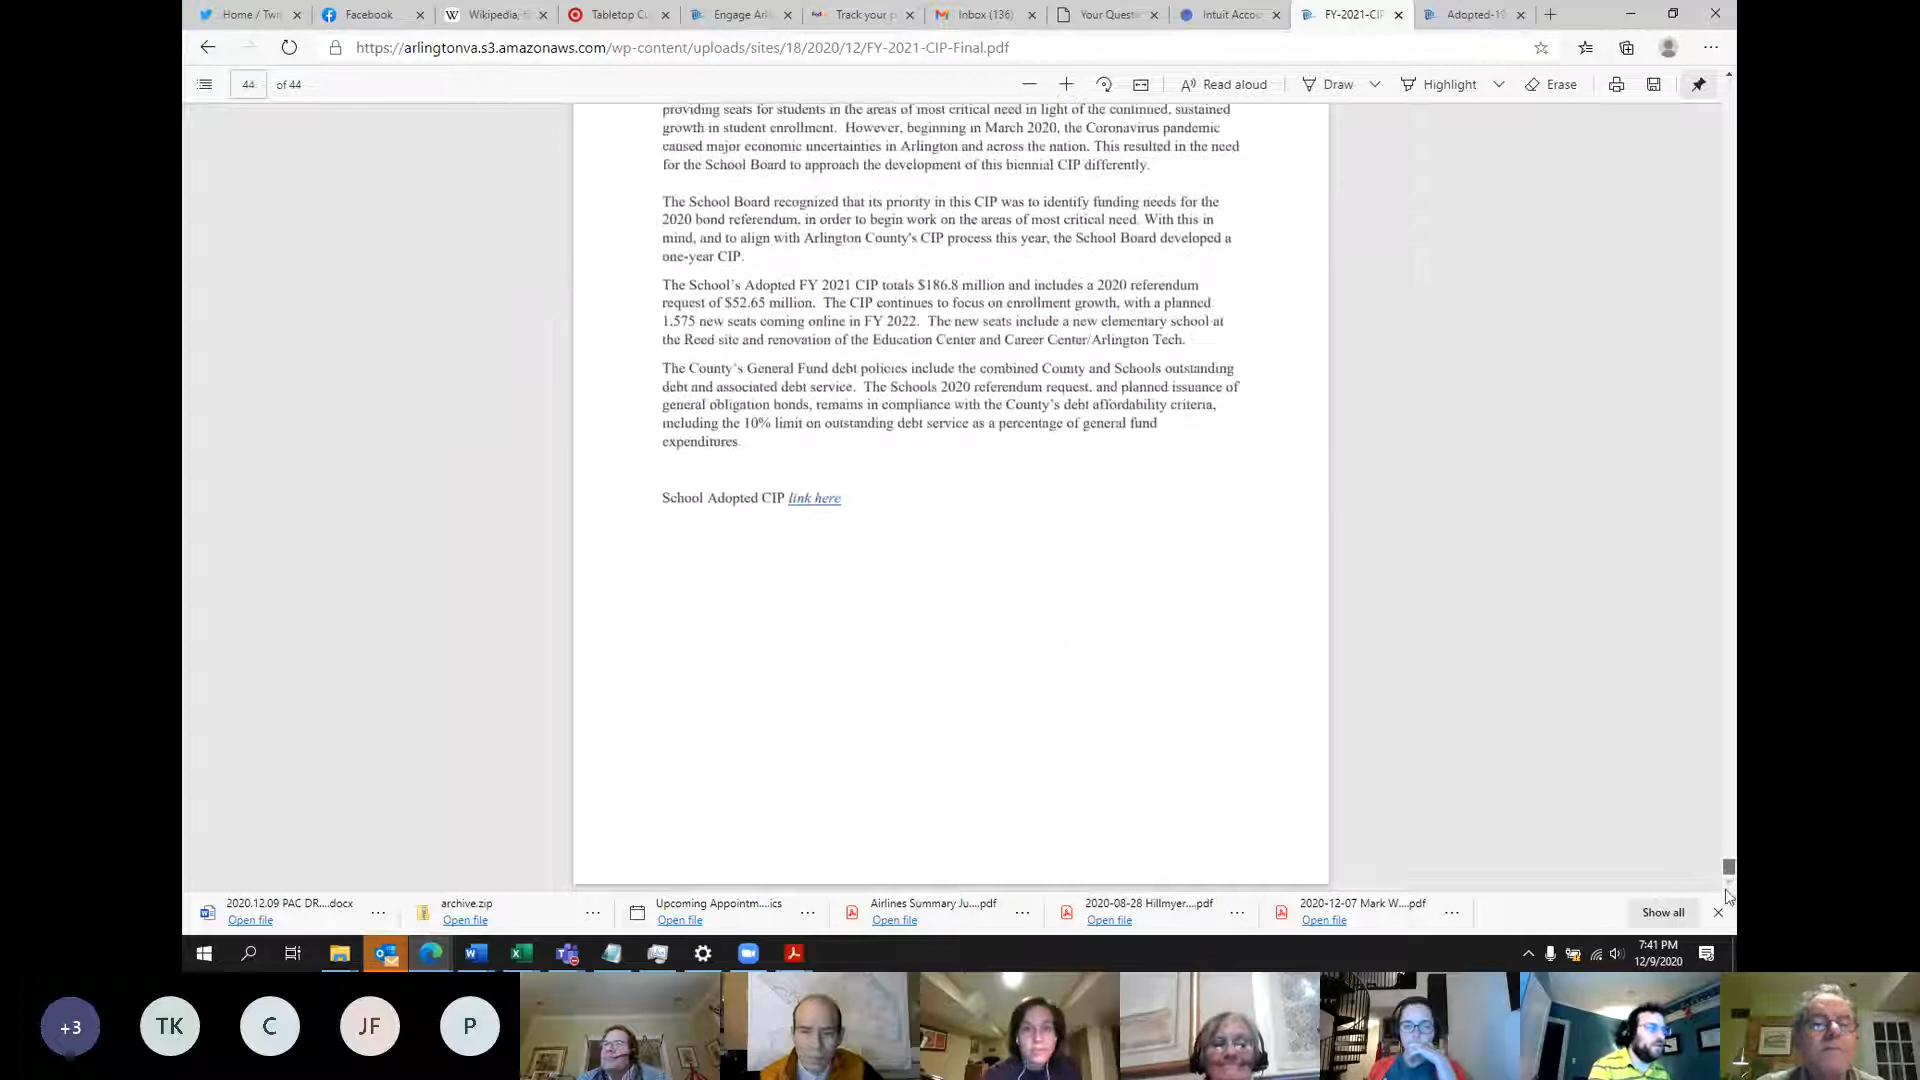 Home / Twi
Facebook
Wikipedia, t
Tabletop Cu
Engage Arli
Track your p
Inbox (136)
Your Quest
Intuit Accou
FY-2021-CIP
Adopted-19
https://arlingtonva.s3.amazonaws.com/wp-content/uploads/sites/18/2020/12/FY-2021-CIP-Final.pdf
44 of 44
Read aloud
Draw
Highlight
Erase
providing seats for students in the areas of most critical need in light of the continued, sustained
growth in student enrollment. However, beginning in March 2020, the Coronavirus pandemic
caused major economic uncertainties in Arlington and across the nation. This resulted in the need
for the School Board to approach the development of this biennial CIP differently.
The School Board recognized that its priority in this CIP was to identify funding needs for the
2020 bond referendum, in order to begin work on the areas of most critical need. With this in
mind, and to align with Arlington County's CIP process this year, the School Board developed a
one-year CIP.
The School's Adopted FY 2021 CIP totals $186.8 million and includes a 2020 referendum
request of $52.65 million. The CIP continues to focus on enrollment growth, with a planned
1,575 new seats coming online in FY 2022. The new seats include a new elementary school at
the Reed site and renovation of the Education Center and Career Center/Arlington Tech.
The County's General Fund debt policies include the combined County and Schools outstanding
debt and associated debt service. The Schools 2020 referendum request, and planned issuance of
general obligation bonds, remains in compliance with the County's debt affordability criteria,
including the 10% limit on outstanding debt service as a percentage of general fund
expenditures.
School Adopted CIP link here
2020.12.09 PAC DR....docx
Open file
archive.zip
Open file
Upcoming Appointm....ics
Open file
Airlines Summary Ju....pdf
Open file
2020-08-28 Hillmyer....pdf
Open file
2020-12-07 Mark W....pdf
Open file
Show all
7:41 PM
12/9/2020
+3
TK
C
JF
P